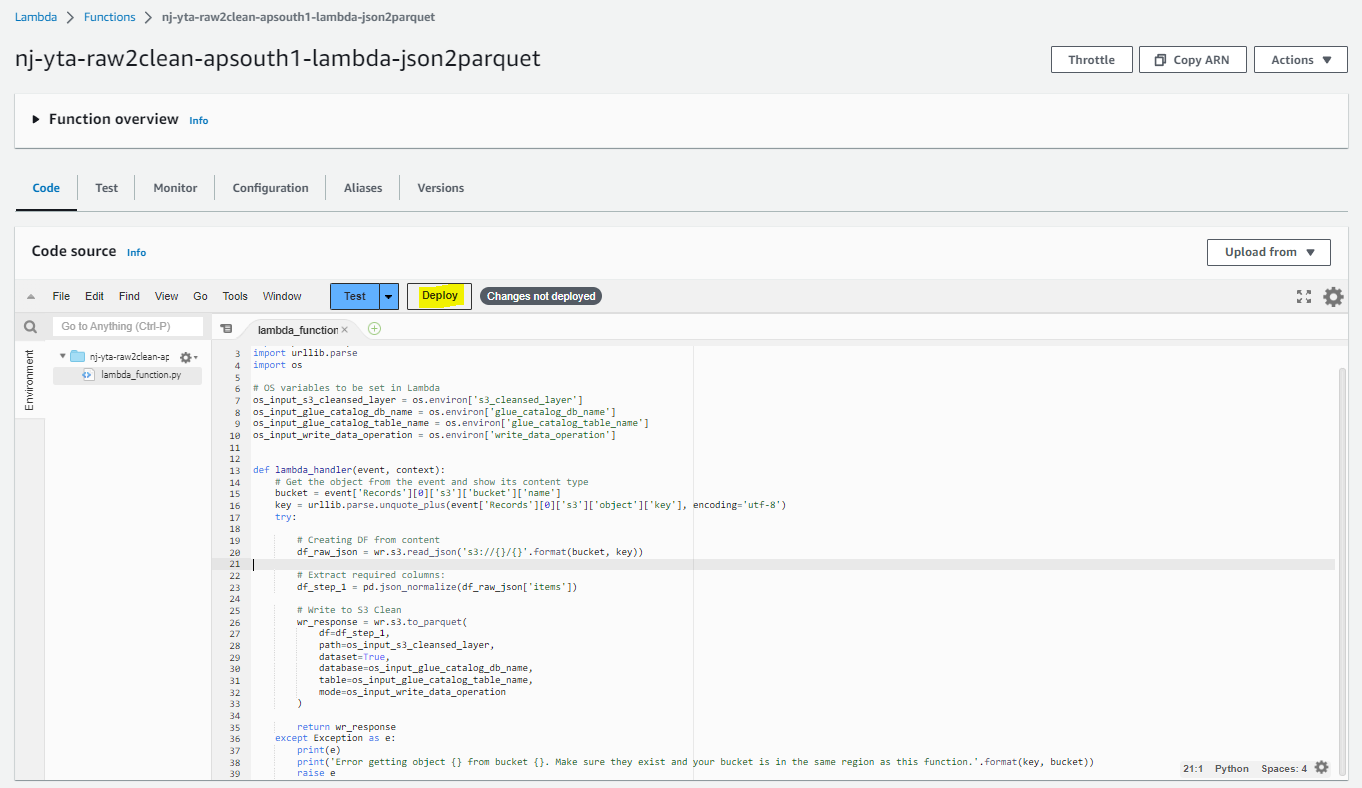 Lambda > Functions > nj-yta-raw2clean-apsouth1-lambda-json2parquet
nj-yta-raw2clean-apsouth1-lambda-json2parquet
Throttle
Copy ARN
Actions
Function overview Info
Code
Test
Monitor
Configuration
Aliases
Versions
Code source Info
Upload from
File Edit Find View Go Tools Window
Test
Deploy
Changes not deployed
Go to Anything (Ctrl-P)
lambda_function
Environment
nj-yta-raw2clean-ap
lambda_function.py
3 import urllib.parse
4 import os
5
6 # OS variables to be set in Lambda
7 os_input_s3_cleansed_layer = os.environ['s3_cleansed_layer']
8 os_input_glue_catalog_db_name = os.environ['glue_catalog_db_name']
9 os_input_glue_catalog_table_name = os.environ['glue_catalog_table_name']
10 os_input_write_data_operation = os.environ['write_data_operation']
11
12
13 def lambda_handler(event, context):
14 # Get the object from the event and show its content type
15 bucket = event['Records'][0]['s3']['bucket']['name']
16 key = urllib.parse.unquote_plus(event['Records'][0]['s3']['object']['key'], encoding='utf-8')
17 try:
18
19 # Creating DF from content
20 df_raw_json = wr.s3.read_json('s3://{}/{}'.format(bucket, key))
21
22 # Extract required columns:
23 df_step_1 = pd.json_normalize(df_raw_json['items'])
24
25 # Write to S3 Clean
26 wr_response = wr.s3.to_parquet(
27 df=df_step_1,
28 path=os_input_s3_cleansed_layer,
29 dataset=True,
30 database=os_input_glue_catalog_db_name,
31 table=os_input_glue_catalog_table_name,
32 mode=os_input_write_data_operation
33 )
34
35 return wr_response
36 except Exception as e:
37 print(e)
38 print('Error getting object {} from bucket {}. Make sure they exist and your bucket is in the same region as this function.'.format(key, bucket))
39 raise e
21:1 Python Spaces: 4